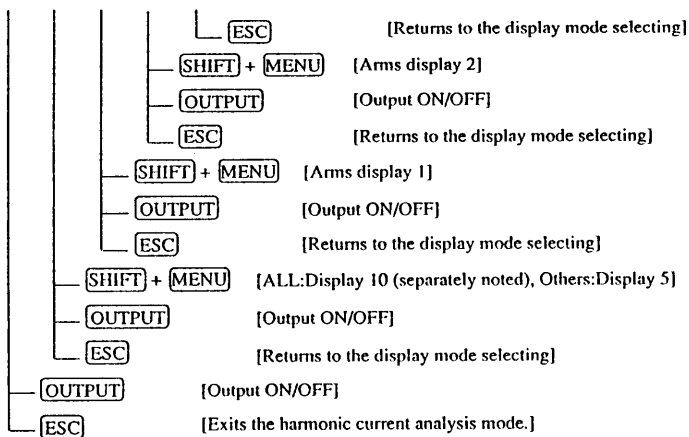 ESC [Returns to the display mode selecting]
SHIFT + MENU [Arms display 2]
OUTPUT [Output ON/OFF]
ESC [Returns to the display mode selecting]
SHIFT + MENU [Arms display 1]
OUTPUT [Output ON/OFF]
ESC [Returns to the display mode selecting]
SHIFT + MENU [ALL:Display 10 (separately noted), Others:Display 5]
OUTPUT [Output ON/OFF]
ESC [Returns to the display mode selecting]
OUTPUT [Output ON/OFF]
ESC [Exits the harmonic current analysis mode.]